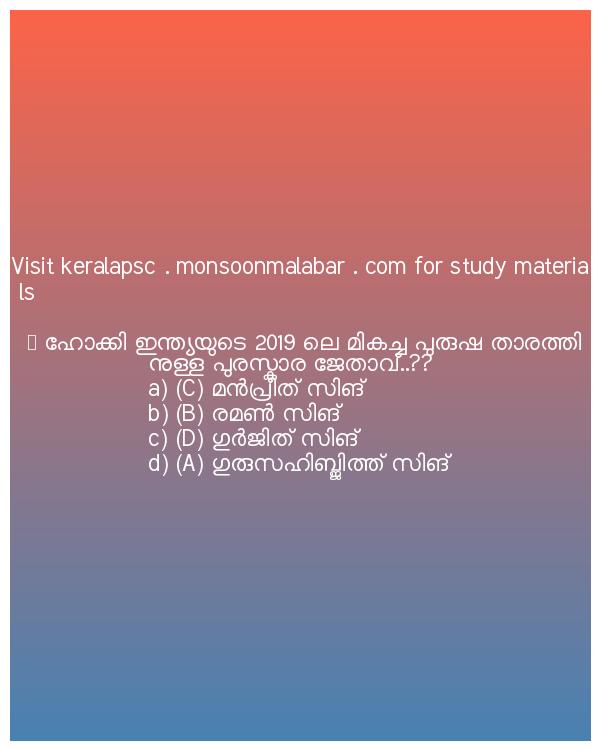 Visit keralapsc . monsoonmalabar . com for study materia
ls
ഹോക്കി ഇന്ത്യയുടെ 2019 ലെ മികച്ച പുരുഷ താരത്തി
നുള്ള പുരസ്കാര ജേതാവ്..??
a) (C) മൻപ്രീത് സിങ്
b) (B) രമൺ സിങ്
c) (D) ഗുർജിത് സിങ്
d) (A) ഗുരുസഹിബ്ജിത്ത് സിങ്